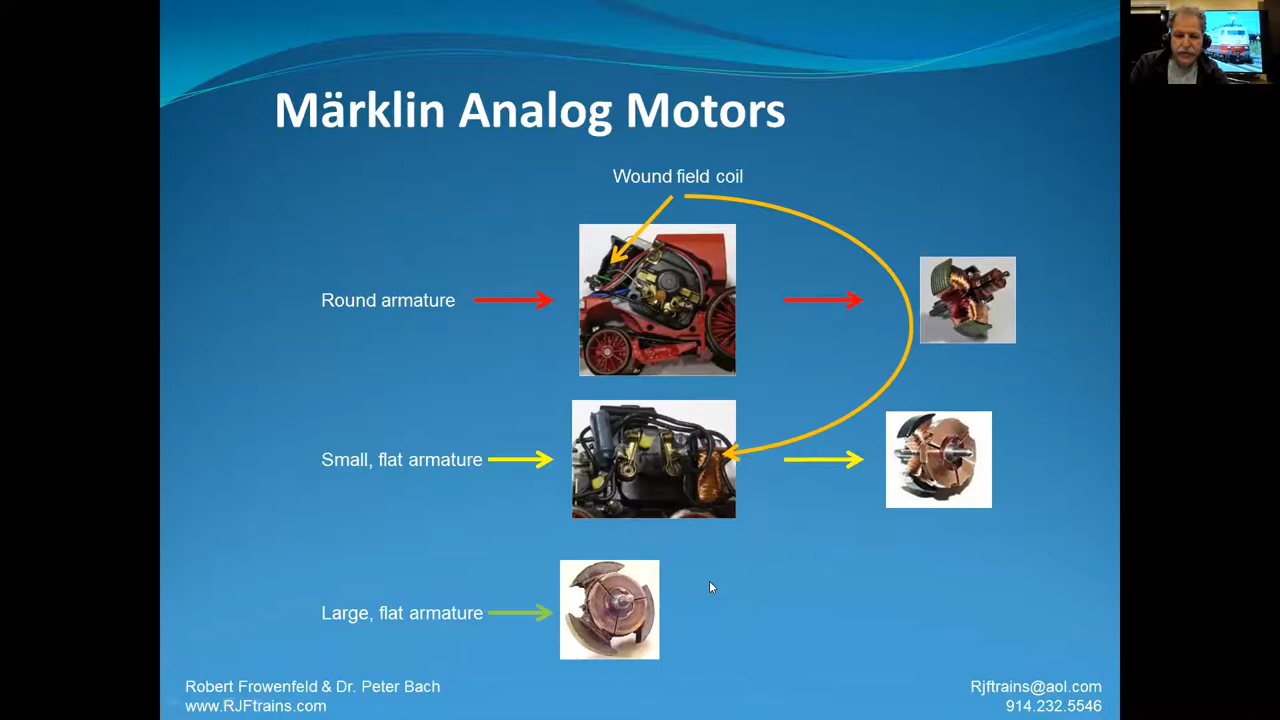 Märklin Analog Motors
Wound field coil
Round armature
Small, flat armature
Large, flat armature
Robert Frowenfeld & Dr. Peter Bach
www.RJFtrains.com
Rjftrains@aol.com
914.232.5546